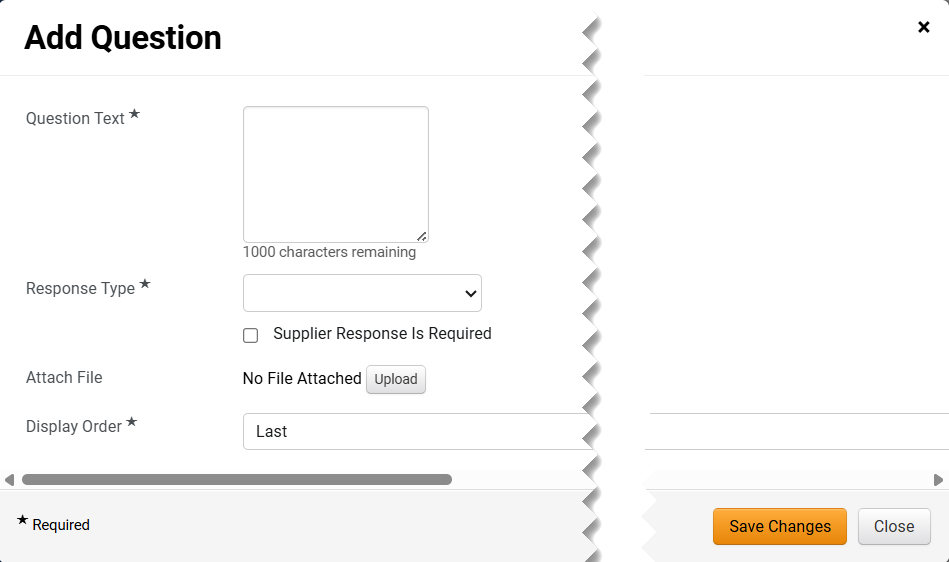 Add Question
×
Question Text ★
1000 characters remaining
Response Type ★
Supplier Response Is Required
Attach File
No File Attached Upload
Display Order ★
Last
★ Required
Save Changes
Close